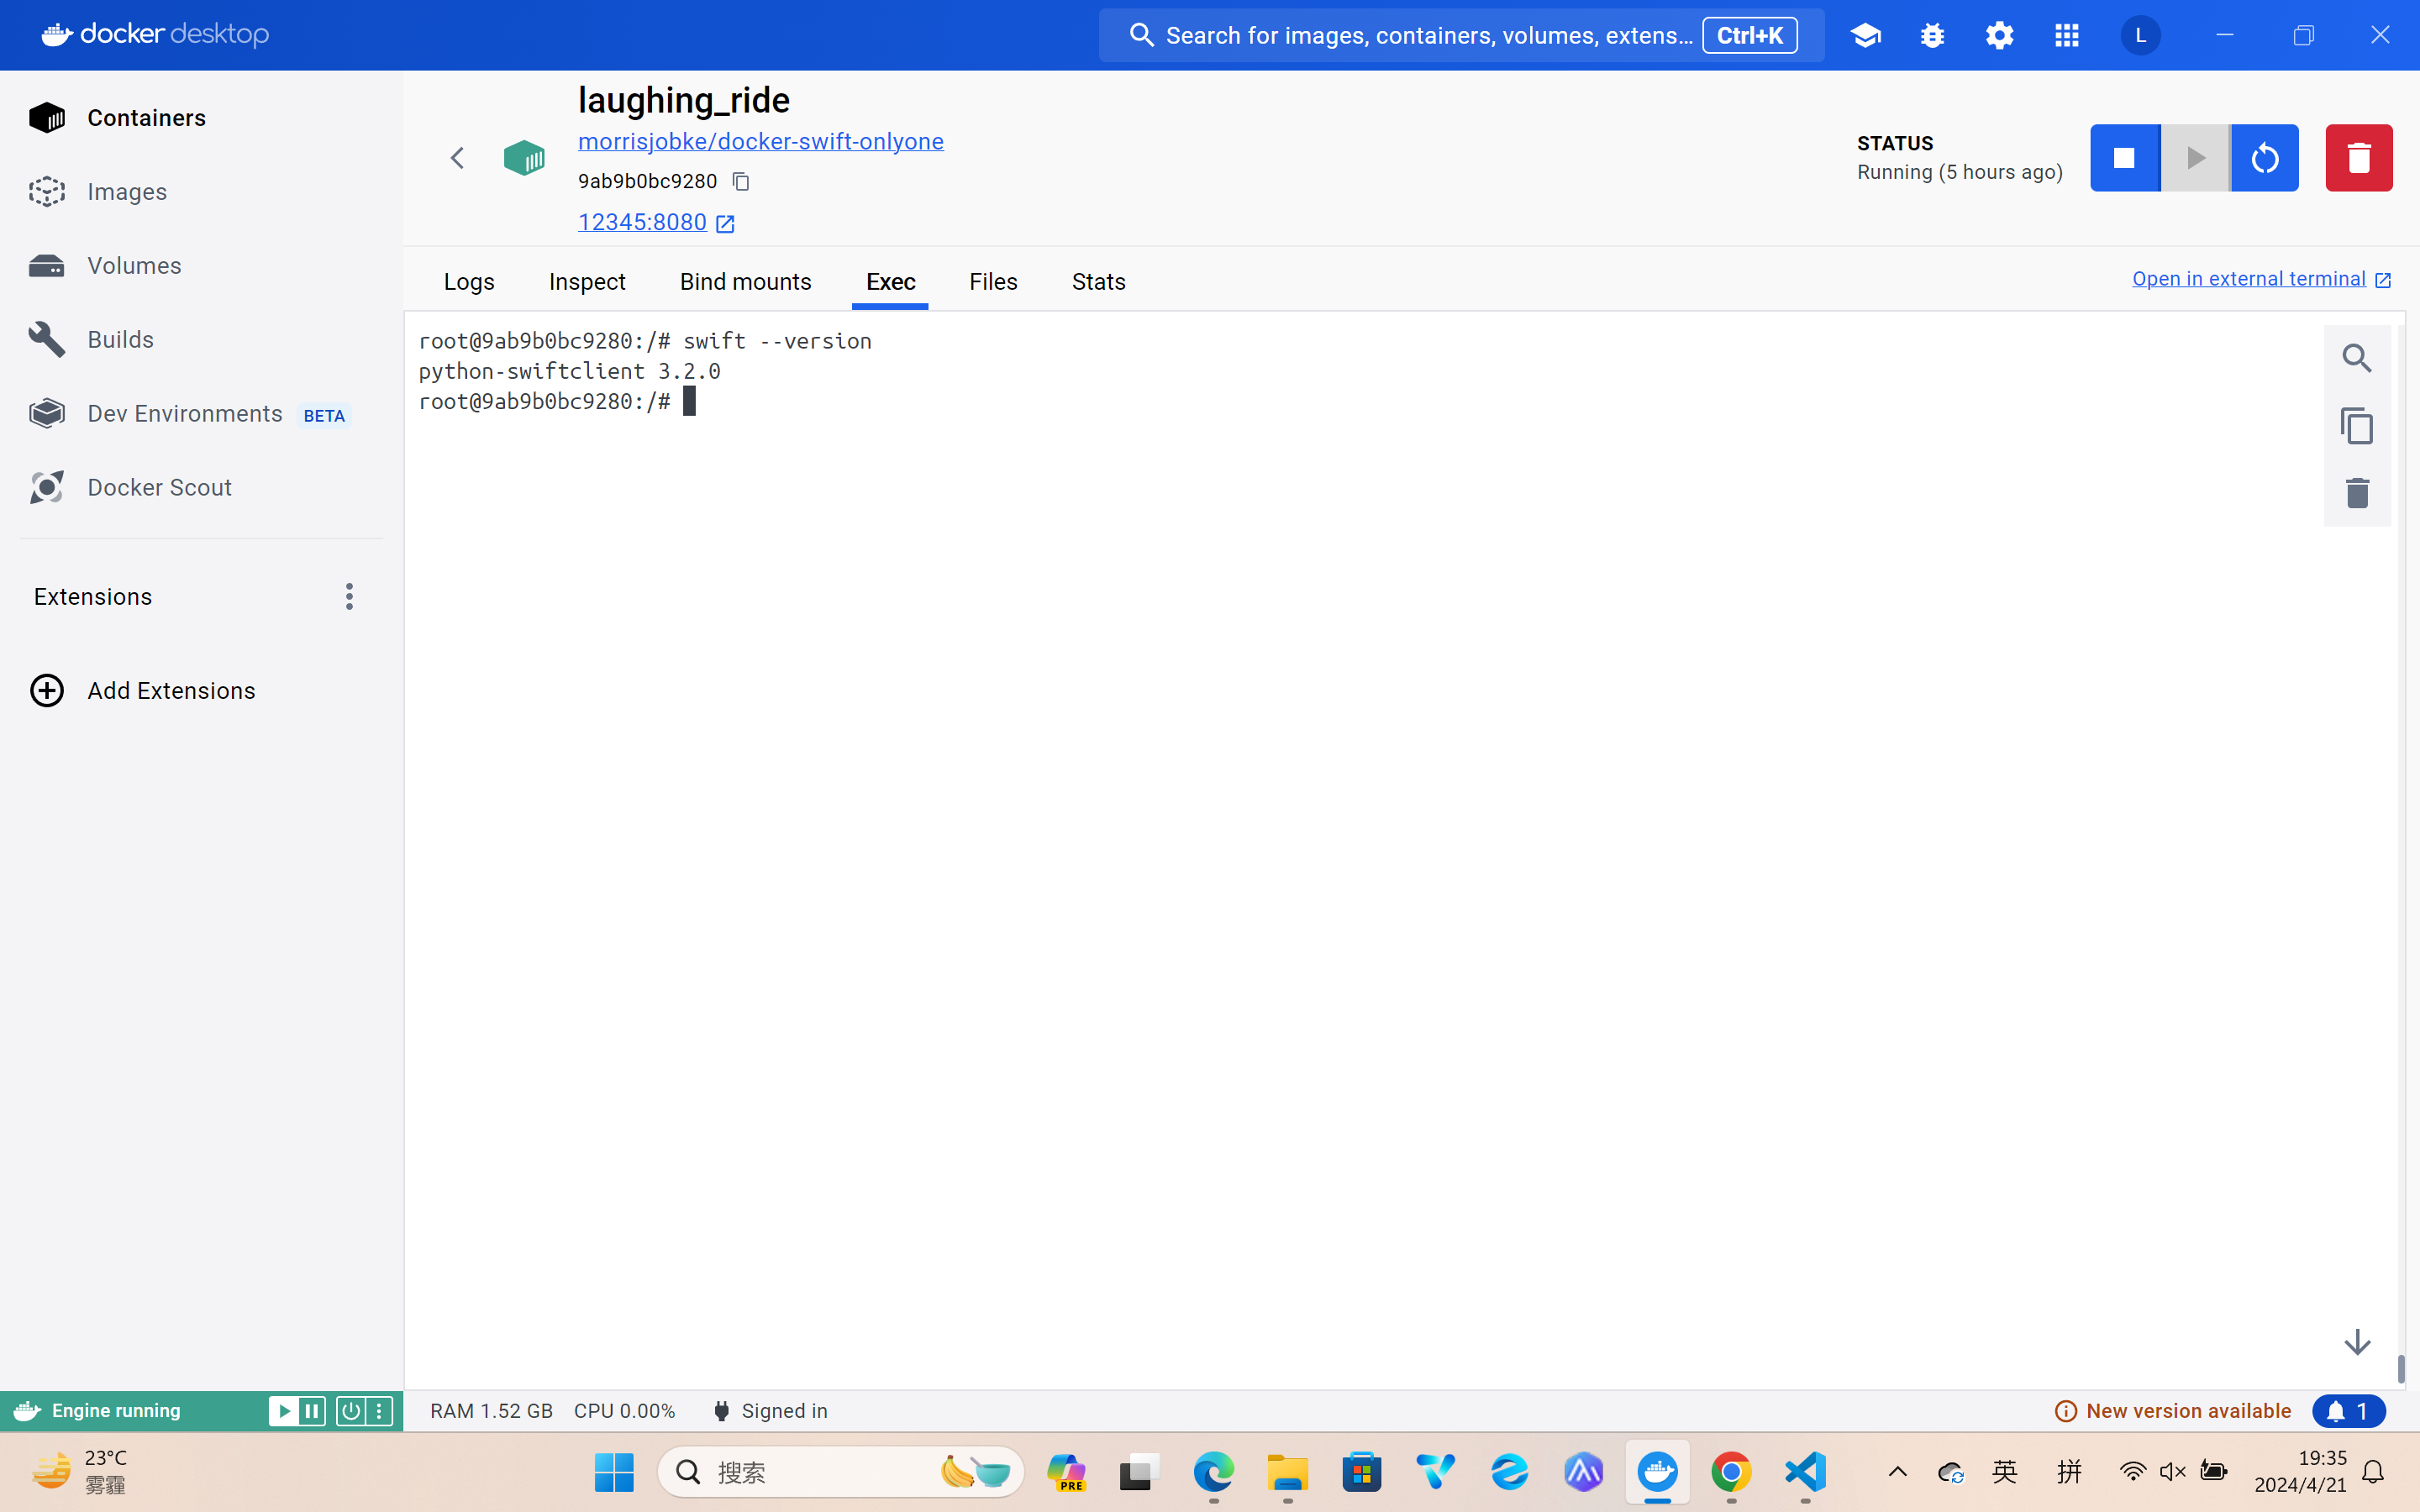 docker desktop
Search for images, containers, volumes, extens... Ctrl+K
L
Containers
Images
Volumes
Builds
Dev Environments BETA
Docker Scout
Extensions
Add Extensions
laughing_ride
morrisjobke/docker-swift-onlyone
9ab9b0bc9280
12345:8080
STATUS
Running (5 hours ago)
Logs Inspect Bind mounts Exec Files Stats
Open in external terminal
root@9ab9b0bc9280:/# swift --version
python-swiftclient 3.2.0
root@9ab9b0bc9280:/#
Engine running
RAM 1.52 GB CPU 0.00% Signed in
New version available 1
23°C
雾霾
搜索
PRE
英 拼
19:35
2024/4/21